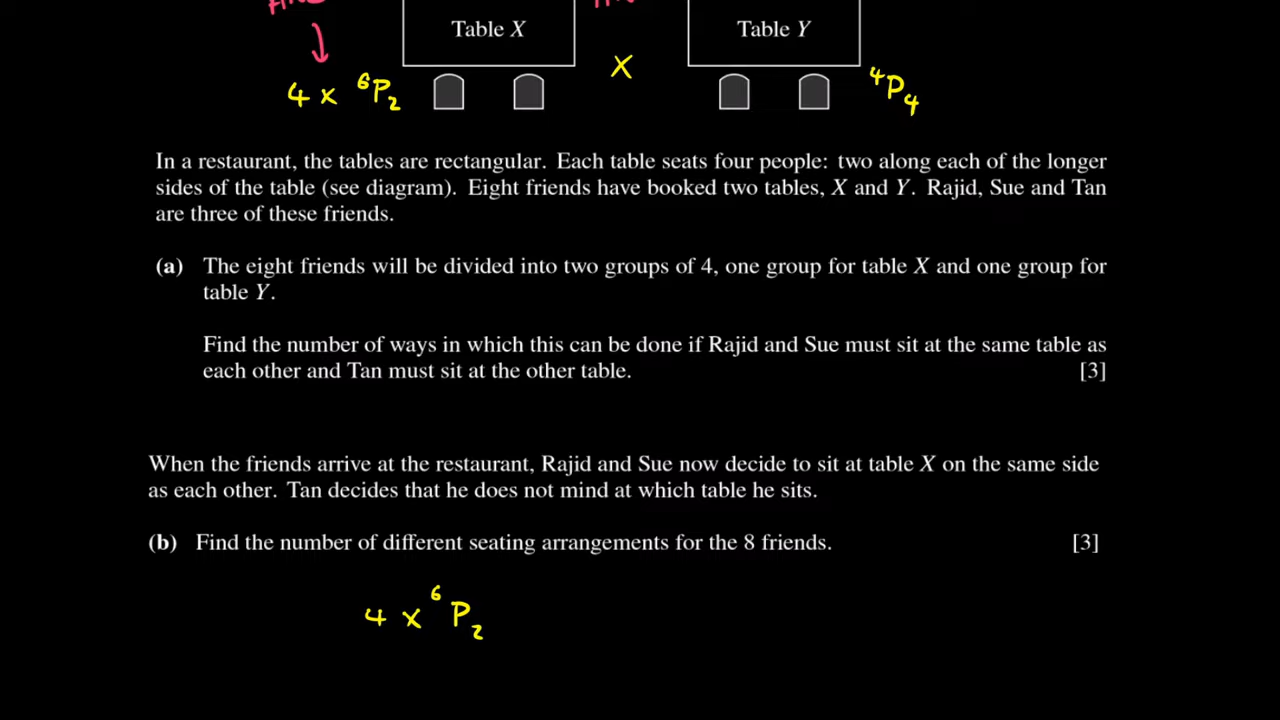 Table X
Table Y
4 x ⁶P₂
X
⁴P₄
In a restaurant, the tables are rectangular. Each table seats four people: two along each of the longer
sides of the table (see diagram). Eight friends have booked two tables, X and Y. Rajid, Sue and Tan
are three of these friends.
(a) The eight friends will be divided into two groups of 4, one group for table X and one group for
table Y.
Find the number of ways in which this can be done if Rajid and Sue must sit at the same table as
each other and Tan must sit at the other table. [3]
When the friends arrive at the restaurant, Rajid and Sue now decide to sit at table X on the same side
as each other. Tan decides that he does not mind at which table he sits.
(b) Find the number of different seating arrangements for the 8 friends. [3]
4 x ⁶P₂